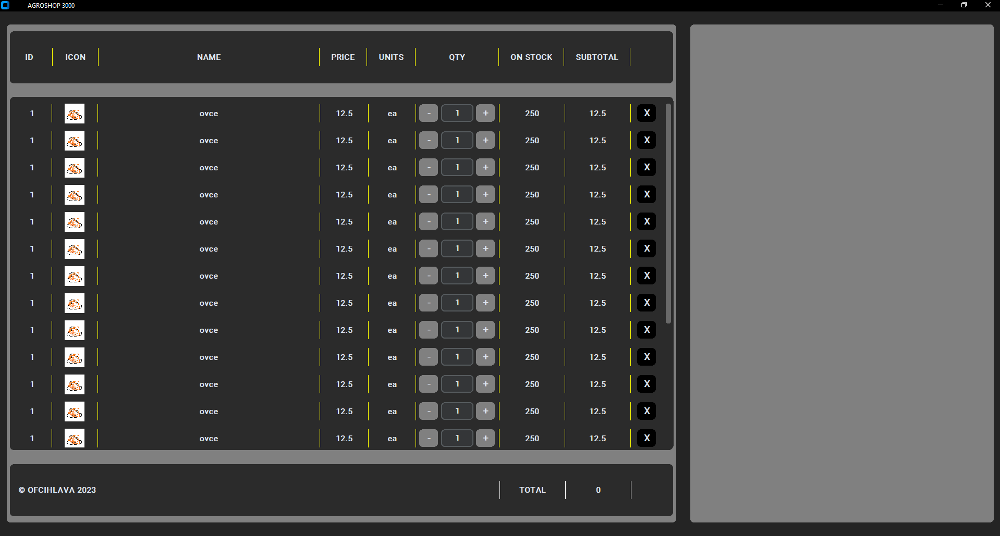 AGROSHOP 3000
ID ICON NAME PRICE UNITS QTY ON STOCK SUBTOTAL
1 ovce 12.5 ea - 1 + 250 12.5 X
1 ovce 12.5 ea - 1 + 250 12.5 X
1 ovce 12.5 ea - 1 + 250 12.5 X
1 ovce 12.5 ea - 1 + 250 12.5 X
1 ovce 12.5 ea - 1 + 250 12.5 X
1 ovce 12.5 ea - 1 + 250 12.5 X
1 ovce 12.5 ea - 1 + 250 12.5 X
1 ovce 12.5 ea - 1 + 250 12.5 X
1 ovce 12.5 ea - 1 + 250 12.5 X
1 ovce 12.5 ea - 1 + 250 12.5 X
1 ovce 12.5 ea - 1 + 250 12.5 X
1 ovce 12.5 ea - 1 + 250 12.5 X
1 ovce 12.5 ea - 1 + 250 12.5 X
© OFCIHLAVA 2023 TOTAL 0